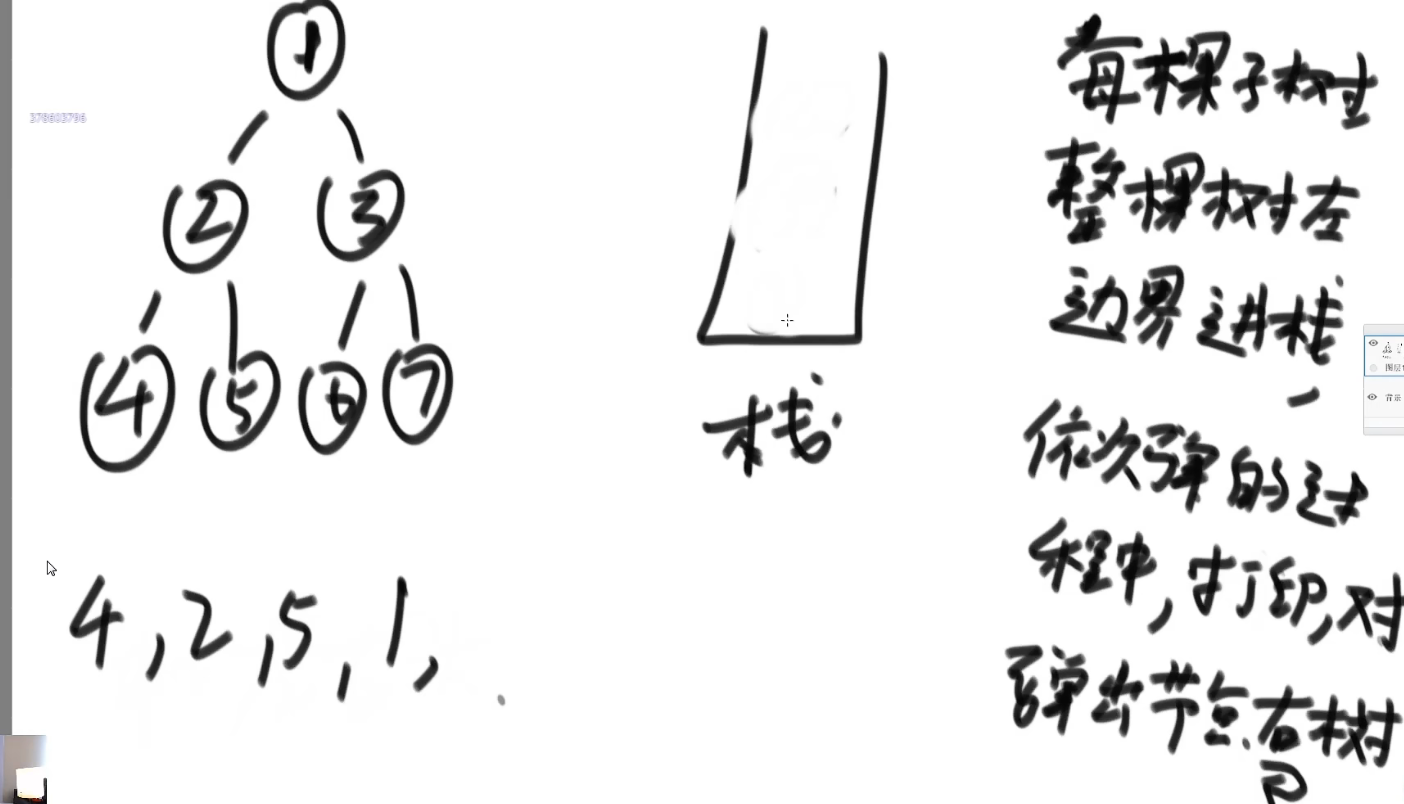 1
378603796
2 3
4 5 6 7
4,2,5,1,
栈
每棵子树
整棵树左
边界进栈,
依次弹的过
程中,打印,对
弹出节点右树
图层1
背景